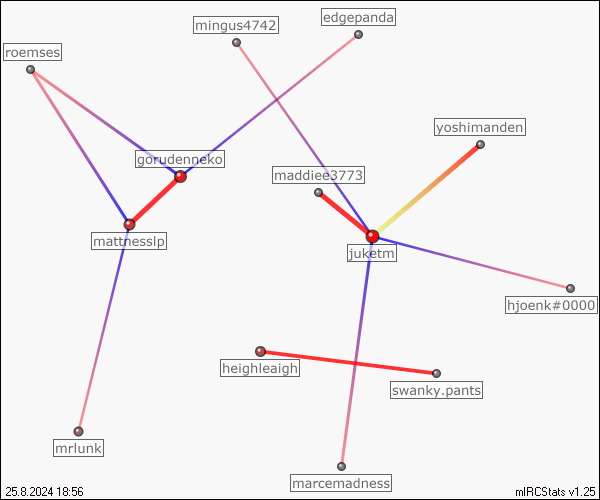 edgepanda
mingus4742
roemses
yoshimanden
gorudenneko
maddiee3773
mattnesslp
juketm
hjoenk#0000
heighleaigh
swanky.pants
mrlunk
marcemadness
25.8.2024 18:56
mIRCStats v1.25